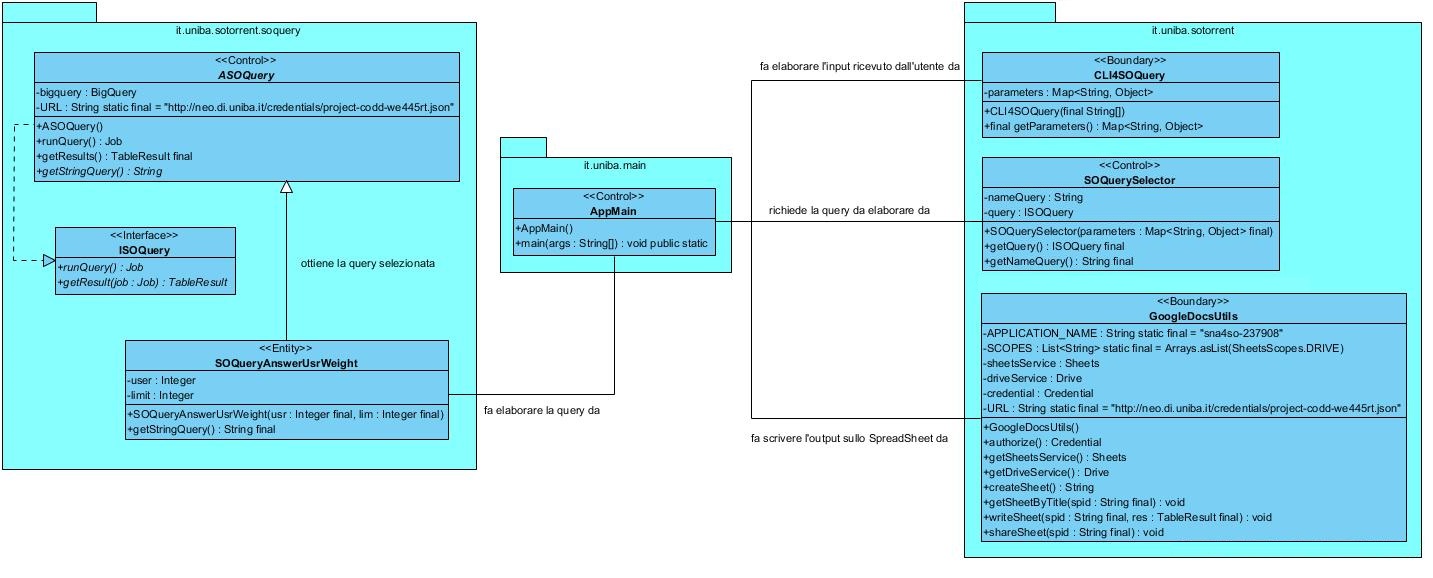 it.uniba.sotorrent.soquery
<<Control>>
ASOQuery
-bigquery : BigQuery
-URL : String static final = "http://neo.di.uniba.it/credentials/project-codd-we445rt.json"
+ASOQuery()
+runQuery() : Job
+getResults() : TableResult final
+getStringQuery() : String
<<Interface>>
ISOQuery
+runQuery() : Job
+getResult(job : Job) : TableResult
ottiene la query selezionata
<<Entity>>
SOQueryAnswerUsrWeight
-user : Integer
-limit : Integer
+SOQueryAnswerUsrWeight(usr : Integer final, lim : Integer final)
+getStringQuery() : String final
fa elaborare la query da
it.uniba.main
<<Control>>
AppMain
+AppMain()
+main(args : String[]) : void public static
fa elaborare l'input ricevuto dall'utente da
richiede la query da elaborare da
fa scrivere l'output sullo SpreadSheet da
it.uniba.sotorrent
<<Boundary>>
CLI4SOQuery
-parameters : Map<String, Object>
+CLI4SOQuery(final String[])
+final getParameters() : Map<String, Object>
<<Control>>
SOQuerySelector
-nameQuery : String
-query : ISOQuery
+SOQuerySelector(parameters : Map<String, Object> final)
+getQuery() : ISOQuery final
+getNameQuery() : String final
<<Boundary>>
GoogleDocsUtils
-APPLICATION_NAME : String static final = "sna4so-237908"
-SCOPES : List<String> static final = Arrays.asList(SheetsScopes.DRIVE)
-sheetsService : Sheets
-driveService : Drive
-credential : Credential
-URL : String static final = "http://neo.di.uniba.it/credentials/project-codd-we445rt.json"
+GoogleDocsUtils()
+authorize() : Credential
+getSheetsService() : Sheets
+getDriveService() : Drive
+createSheet() : String
+getSheetByTitle(spid : String final) : void
+writeSheet(spid : String final, res : TableResult final) : void
+shareSheet(spid : String final) : void